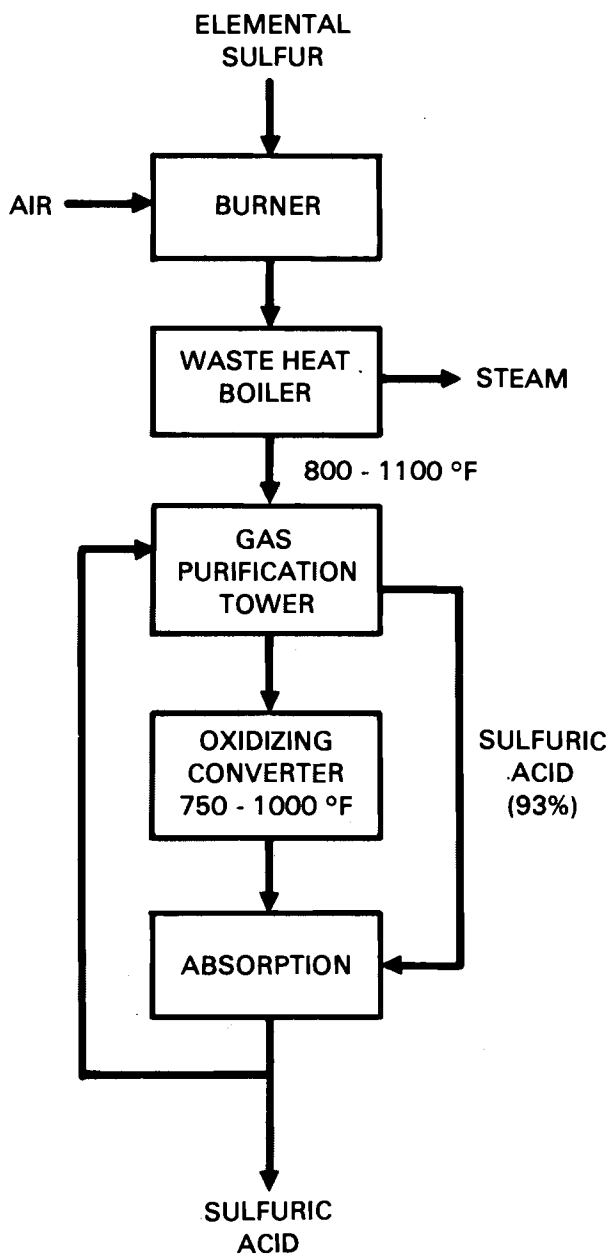 ELEMENTAL
SULFUR
AIR
BURNER
WASTE HEAT
BOILER
STEAM
800 - 1100 °F
GAS
PURIFICATION
TOWER
OXIDIZING
CONVERTER
750 - 1000 °F
SULFURIC
ACID
(93%)
ABSORPTION
SULFURIC
ACID